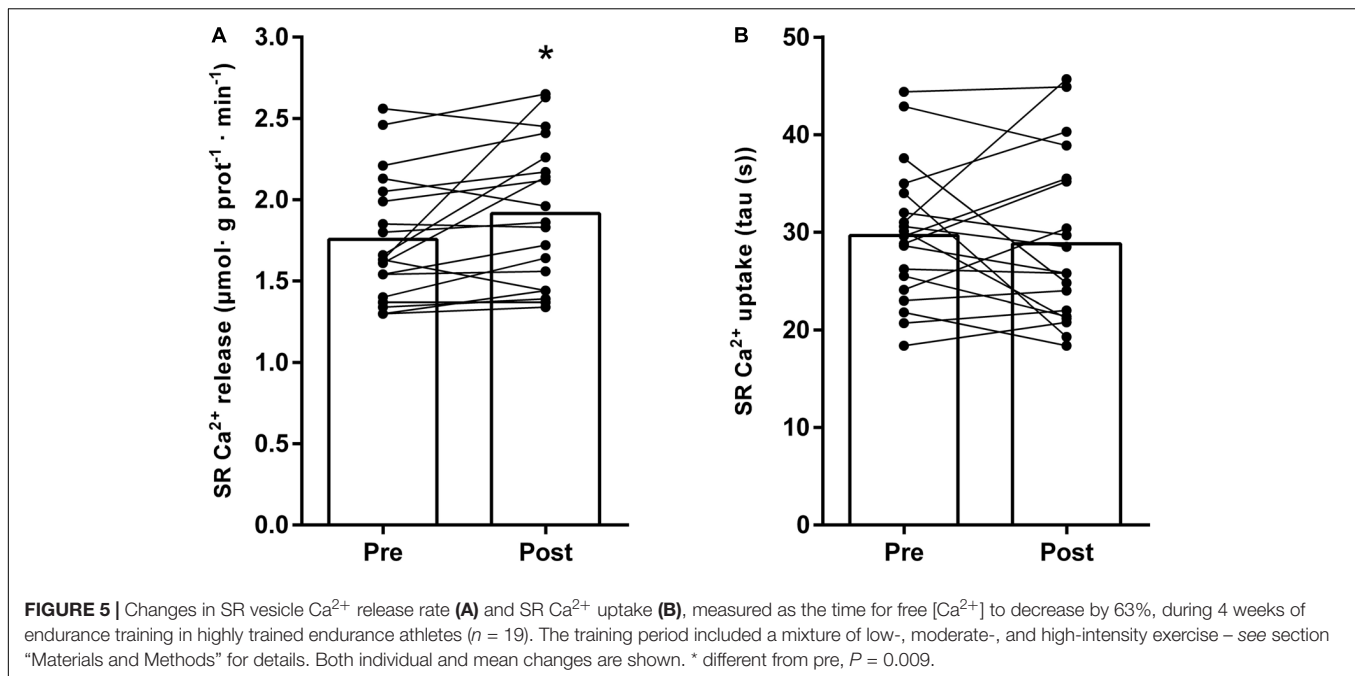 A
SR Ca²⁺ release (µmol· g prot⁻¹ · min⁻¹)
3.0
2.5
2.0
1.5
1.0
0.5
0.0
*
Pre Post
B
SR Ca²⁺ uptake (tau (s))
50
40
30
20
10
0
Pre Post
FIGURE 5 | Changes in SR vesicle Ca²⁺ release rate (A) and SR Ca²⁺ uptake (B), measured as the time for free [Ca²⁺] to decrease by 63%, during 4 weeks of
endurance training in highly trained endurance athletes (n = 19). The training period included a mixture of low-, moderate-, and high-intensity exercise – see section
“Materials and Methods” for details. Both individual and mean changes are shown. * different from pre, P = 0.009.